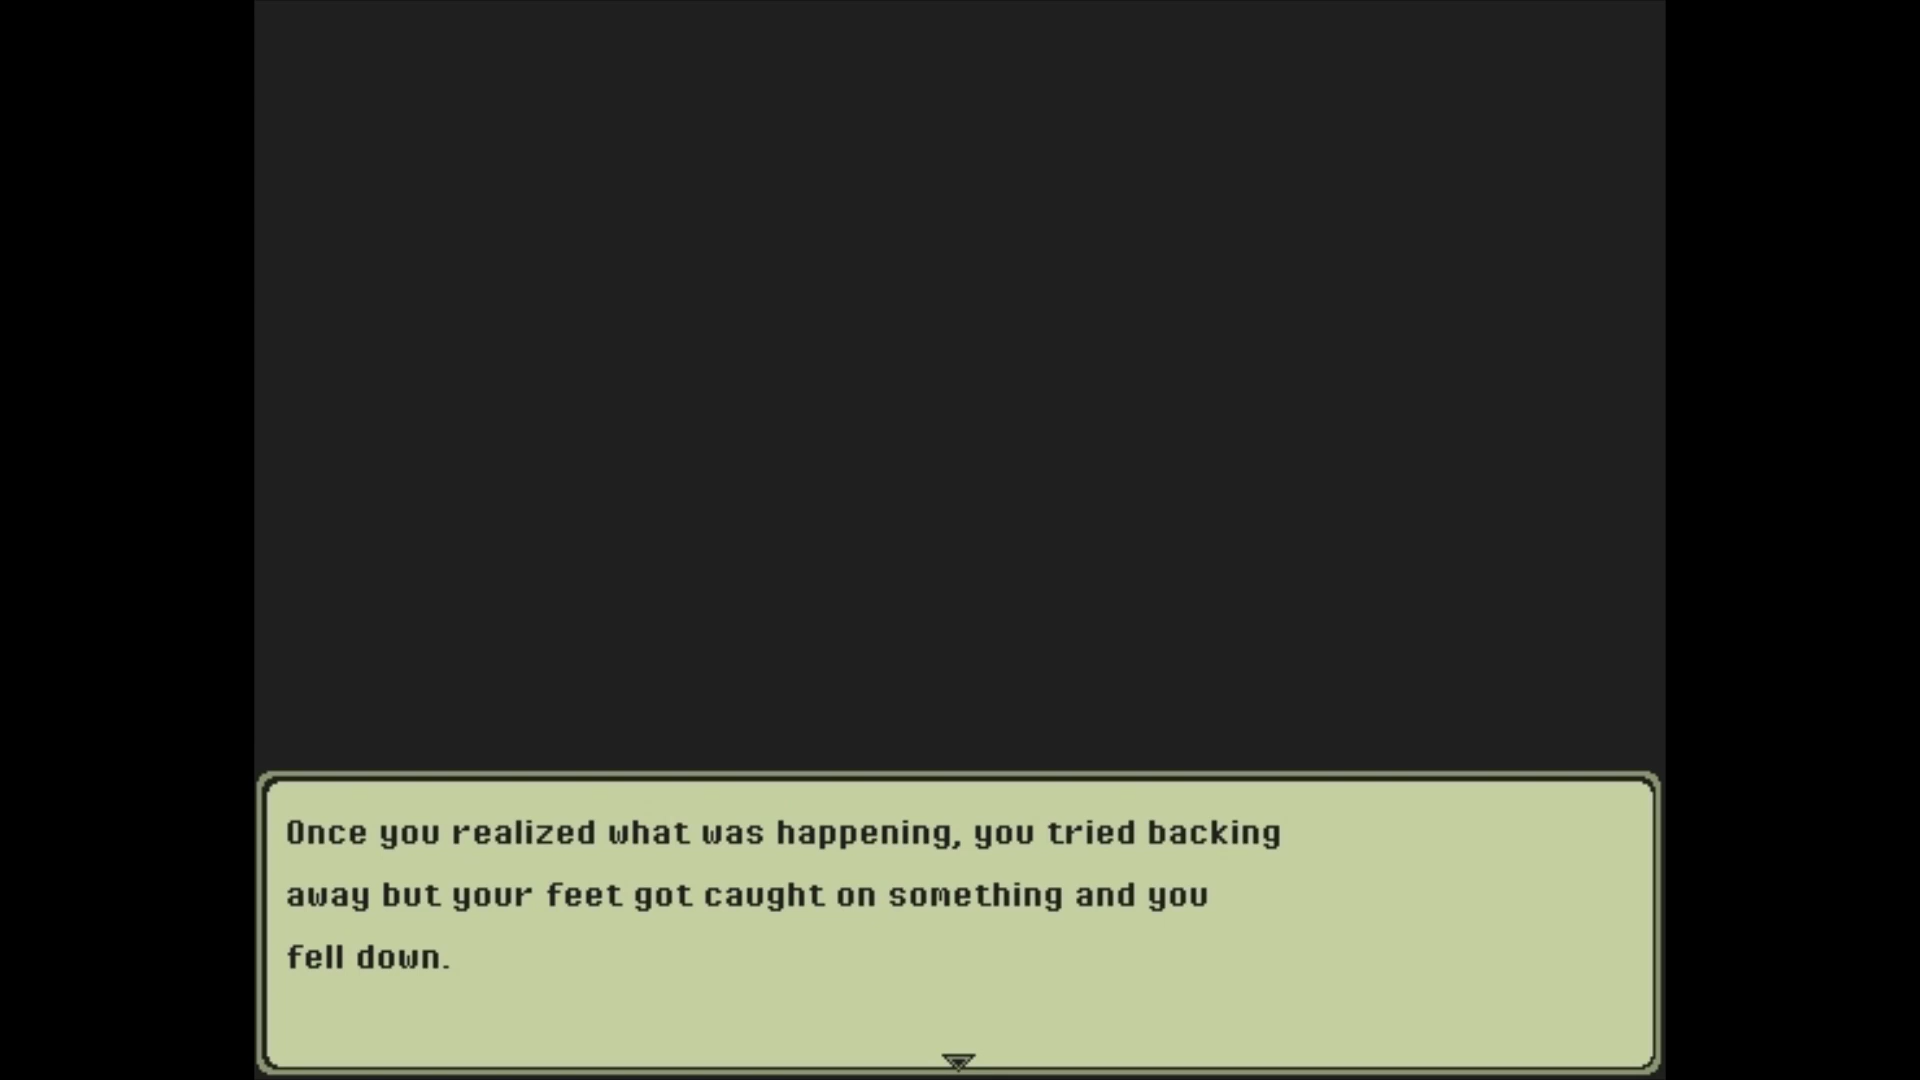 Once you realized what was happening, you tried backing
away but your feet got caught on something and you
fell down.